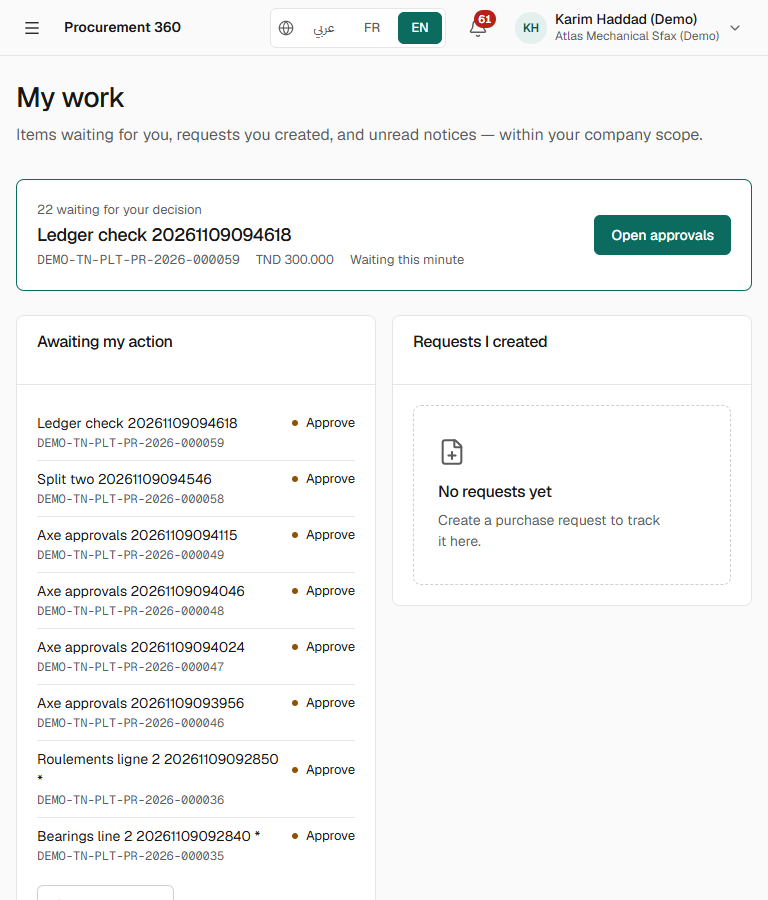 Procurement 360
عربي
FR
EN
61
KH
Karim Haddad (Demo)
Atlas Mechanical Sfax (Demo)
My work
Items waiting for you, requests you created, and unread notices — within your company scope.
22 waiting for your decision
Ledger check 20261109094618
DEMO-TN-PLT-PR-2026-000059 TND 300.000 Waiting this minute
Open approvals
Awaiting my action
Ledger check 20261109094618
Approve
DEMO-TN-PLT-PR-2026-000059
Split two 20261109094546
Approve
DEMO-TN-PLT-PR-2026-000058
Axe approvals 20261109094115
Approve
DEMO-TN-PLT-PR-2026-000049
Axe approvals 20261109094046
Approve
DEMO-TN-PLT-PR-2026-000048
Axe approvals 20261109094024
Approve
DEMO-TN-PLT-PR-2026-000047
Axe approvals 20261109093956
Approve
DEMO-TN-PLT-PR-2026-000046
Roulements ligne 2 20261109092850
*
Approve
DEMO-TN-PLT-PR-2026-000036
Bearings line 2 20261109092840 *
Approve
DEMO-TN-PLT-PR-2026-000035
Requests I created
No requests yet
Create a purchase request to track
it here.